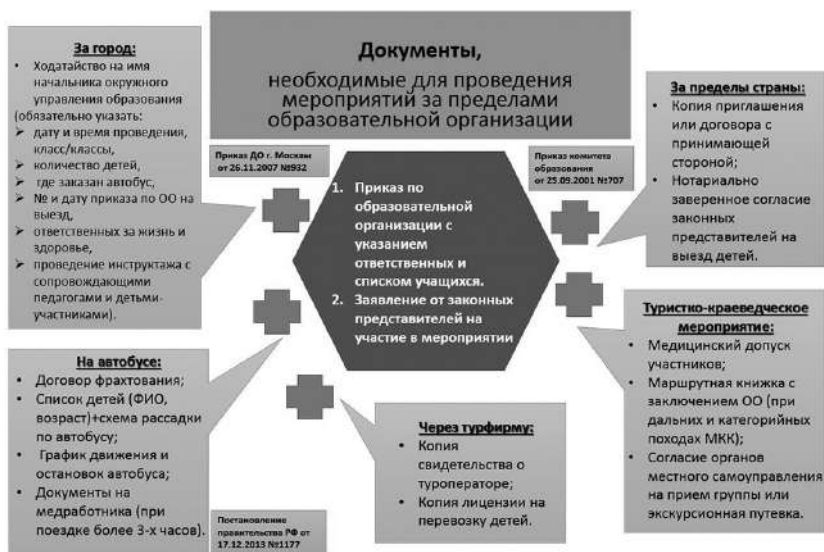 Документы,
необходимые для проведения
мероприятий за пределами
образовательной организации
За город:
• Ходатайство на имя
начальника окружного
управления образования
(обязательно указать:
➢ дату и время проведения,
класс/классы,
➢ количество детей,
➢ где заказан автобус,
➢ № и дату приказа по ОО на
выезд,
➢ ответственных за жизнь и
здоровье,
➢ проведение инструктажа с
сопровождающими
педагогами и детьми-
участниками).
Приказ ДО г. Москвы
от 26.11.2007 №932
Приказ комитета
образования
от 25.09.2001 №707
За пределы страны:
• Копия приглашения
или договора с
принимающей
стороной;
• Нотариально
заверенное согласие
законных
представителей на
выезд детей.
1. Приказ по
образовательной
организации с
указанием
ответственных и
списком учащихся.
2. Заявление от законных
представителей на
участие в мероприятии
На автобусе:
• Договор фрахтования;
• Список детей (ФИО,
возраст)+схема рассадки
по автобусу;
• График движения и
остановок автобуса;
• Документы на
медработника (при
поездке более 3-х часов).
Постановление
правительства РФ от
17.12.2013 №1177
Через турфирму:
• Копия
свидетельства о
туроператоре;
• Копия лицензии на
перевозку детей.
Туристко-краеведческое
мероприятие:
• Медицинский допуск
участников;
• Маршрутная книжка с
заключением ОО (при
дальних и категорийных
походах МКК);
• Согласие органов
местного самоуправления
на прием группы или
экскурсионная путевка.